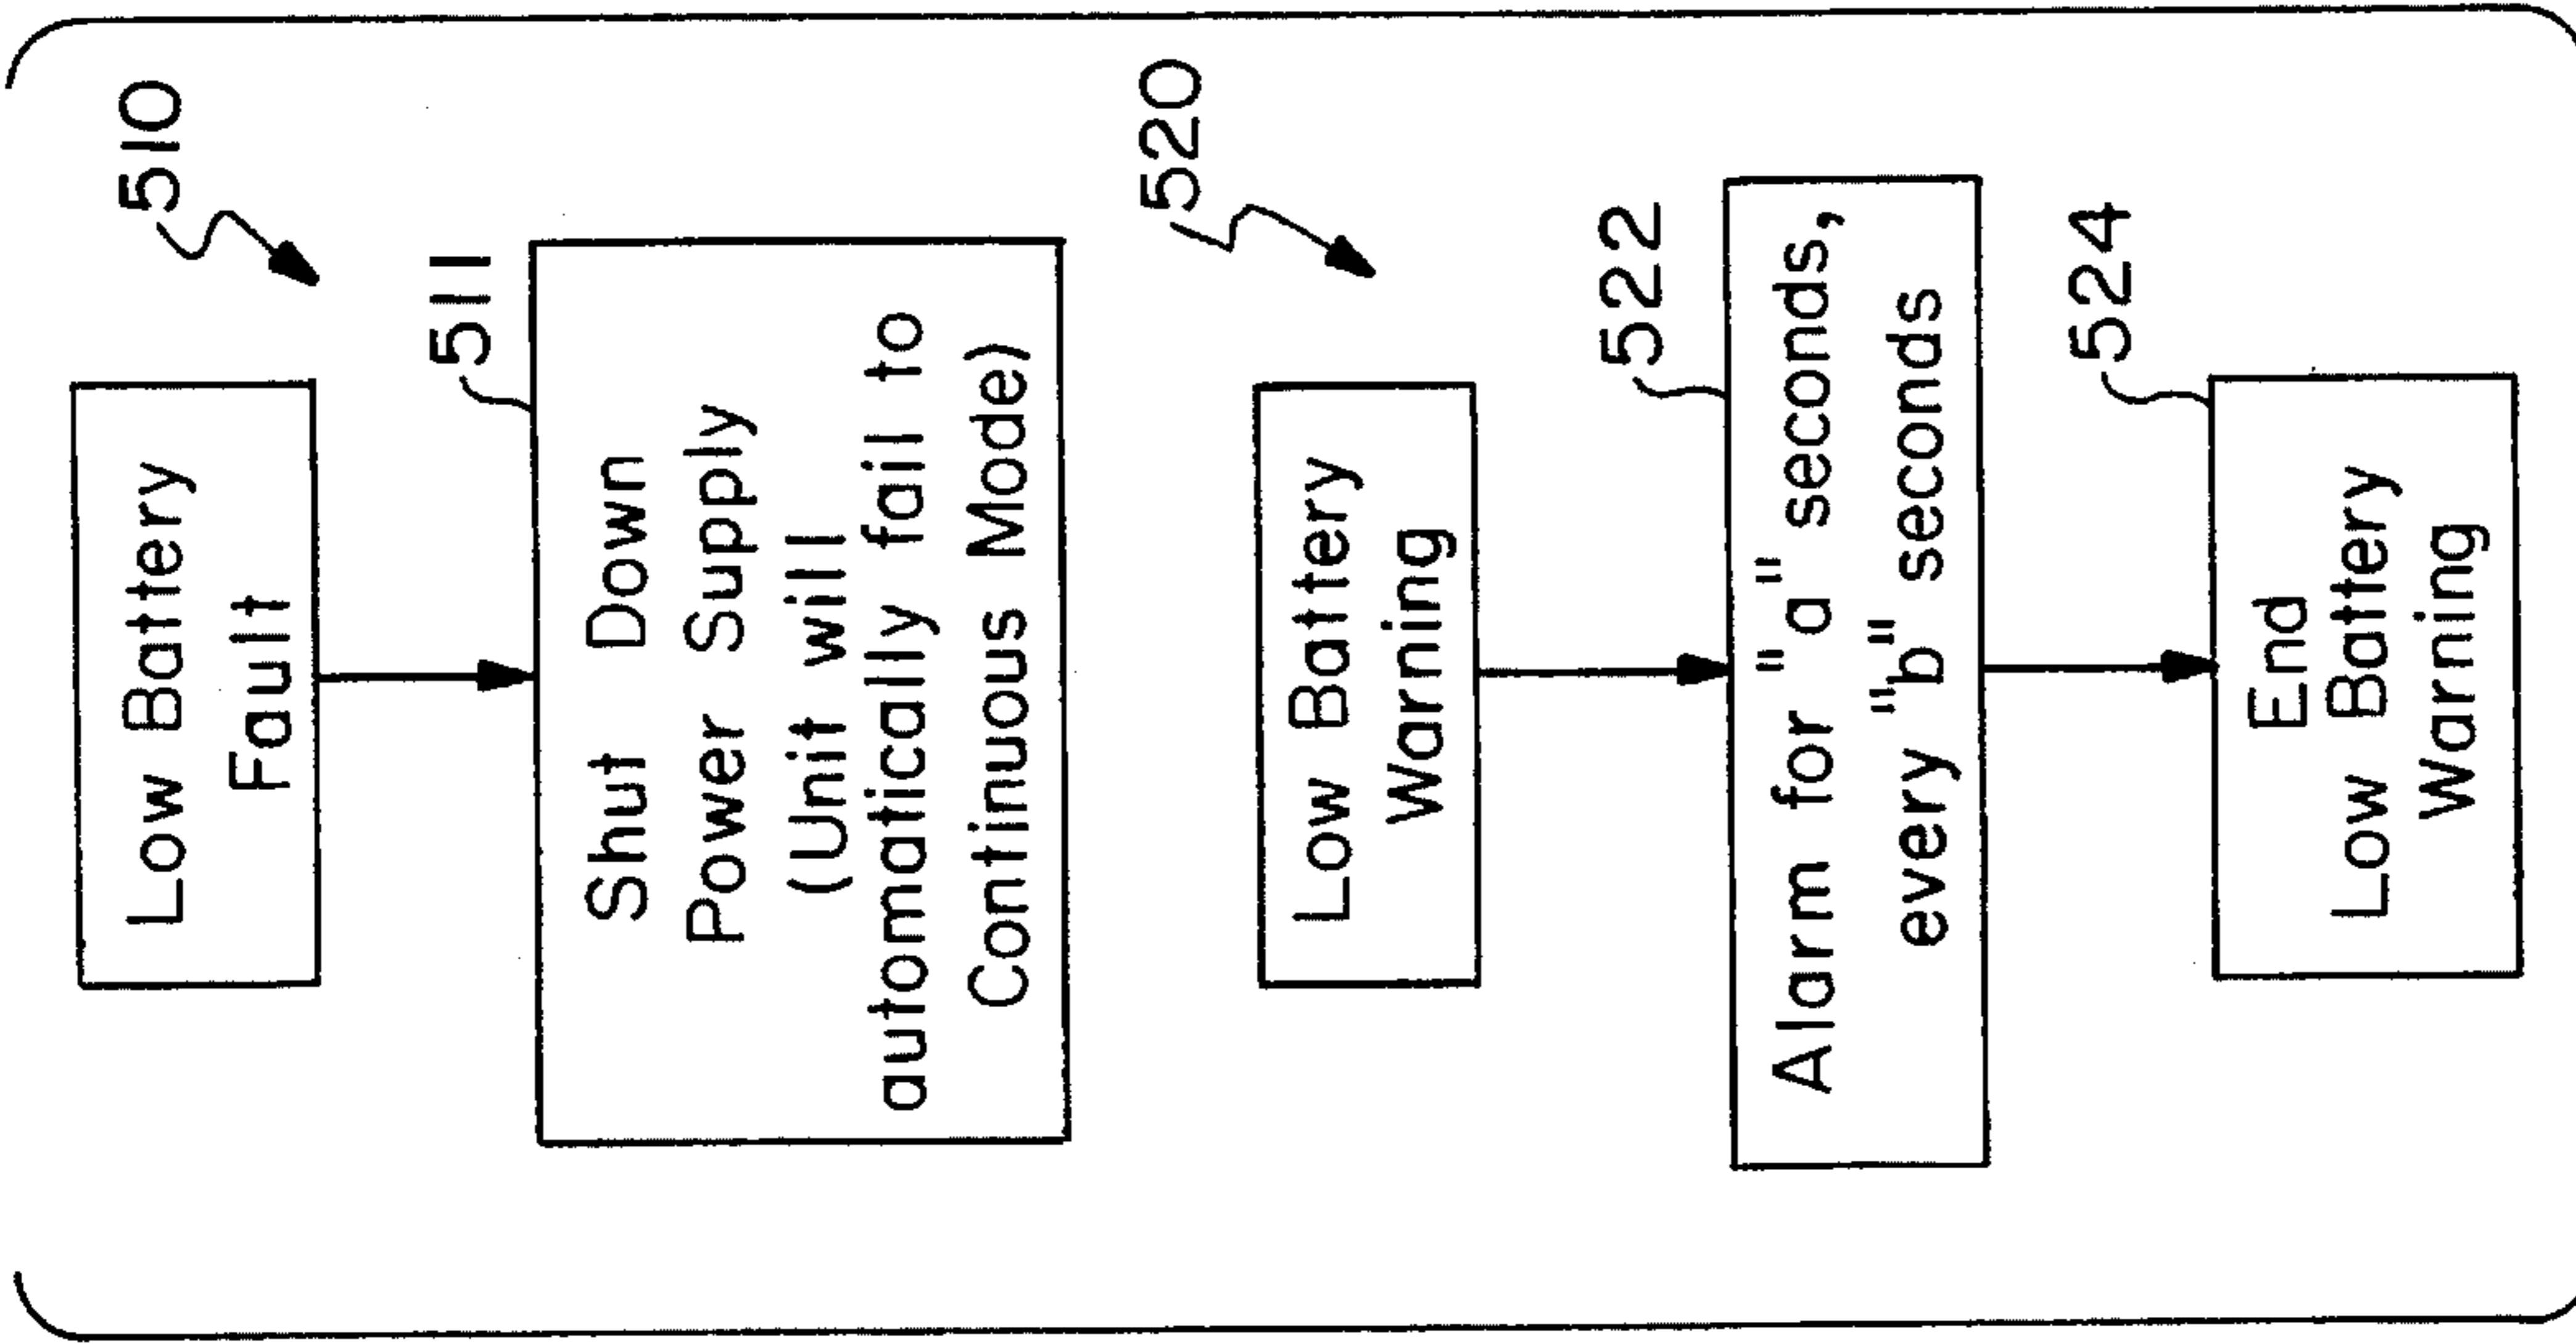 510
Low Battery
Fault
511
Shut Down
Power Supply
(Unit will
automatically fail to
Continuous Mode)
520
Low Battery
Warning
522
Alarm for "a" seconds,
every "b" seconds
524
End
Low Battery
Warning